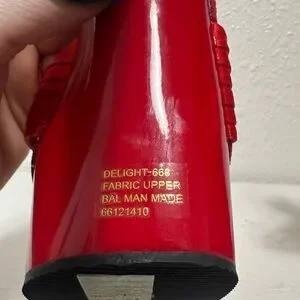 DELIGHT-668
FABRIC UPPER
BAL MAN MADE
66121410